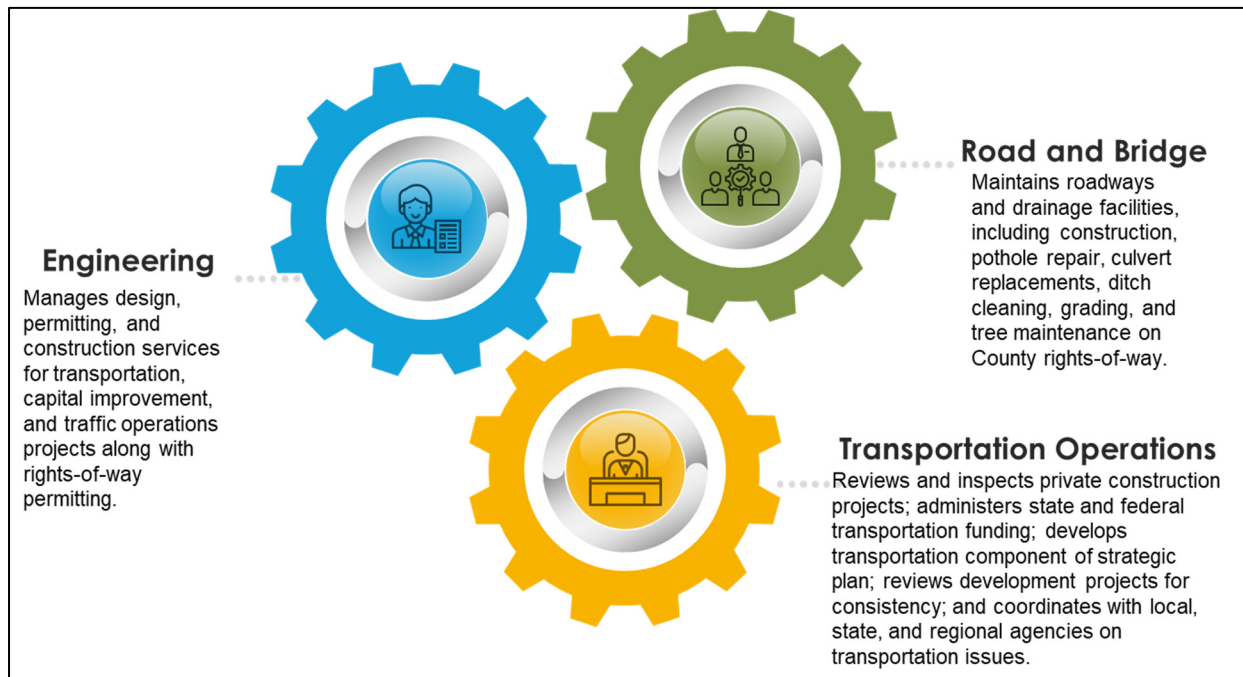 Engineering
Manages design,
permitting, and
construction services
for transportation,
capital improvement,
and traffic operations
projects along with
rights-of-way
permitting.
Road and Bridge
Maintains roadways
and drainage facilities,
including construction,
pothole repair, culvert
replacements, ditch
cleaning, grading, and
tree maintenance on
County rights-of-way.
Transportation Operations
Reviews and inspects private construction
projects; administers state and federal
transportation funding; develops
transportation component of strategic
plan; reviews development projects for
consistency; and coordinates with local,
state, and regional agencies on
transportation issues.